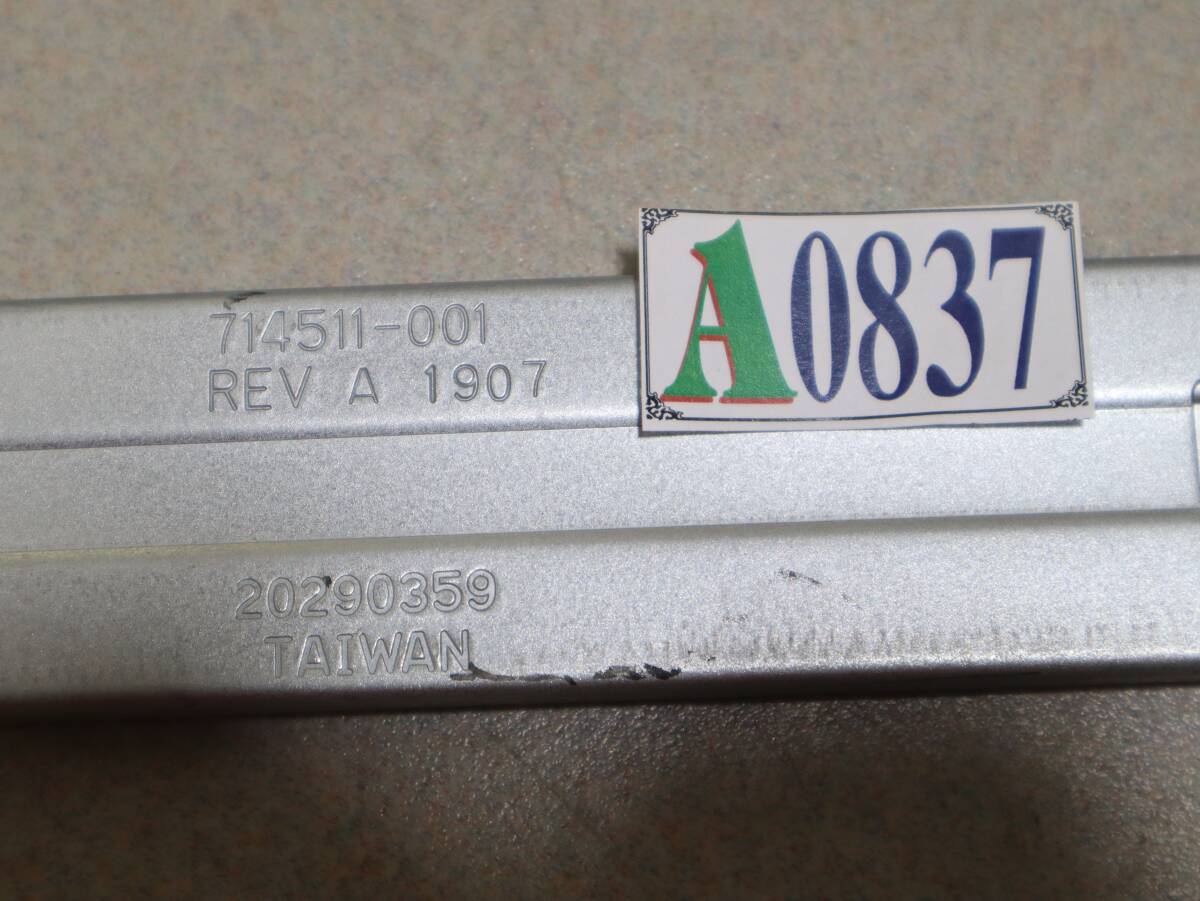 714511-001
REV A 1907
A0837
20290359
TAIWAN